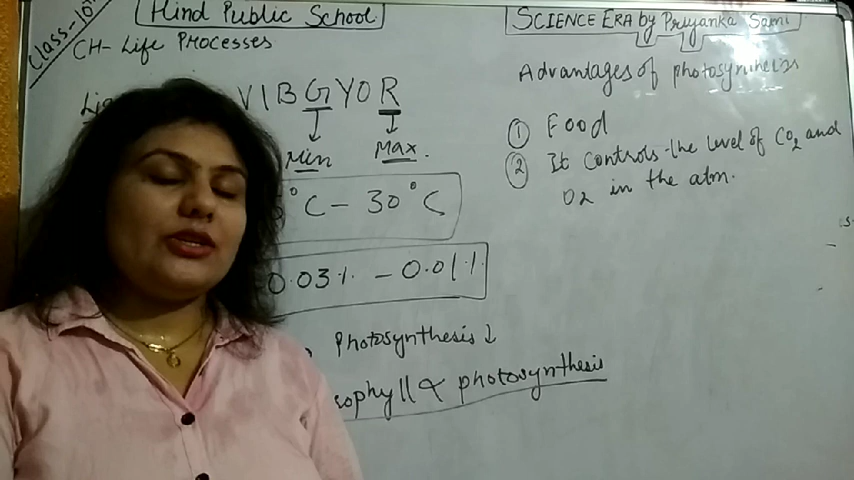 Class-10th
Hind Public School
CH- Life Processes
VIBGYOR
Min Max.
°C - 30°C
0.03% - 0.01%
Photosynthesis ↓
ophyll ∝ photosynthesis
SCIENCE ERA by Priyanka Saini
Advantages of photosynthesis
① Food
② It controls the level of CO2 and
O2 in the atm.